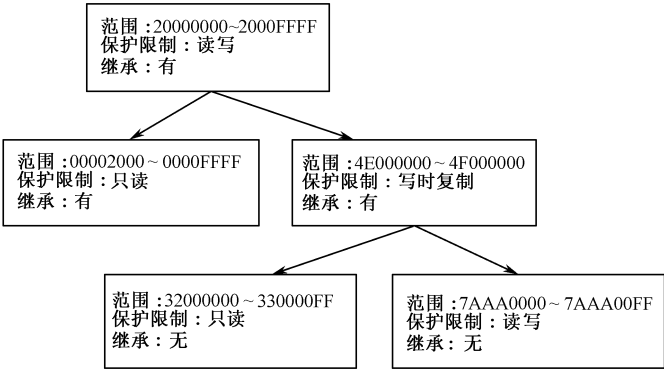 范围:20000000~2000FFFF
保护限制:读写
继承:有
范围:00002000~0000FFFF
保护限制:只读
继承:有
范围:4E000000~4F000000
保护限制:写时复制
继承:有
范围:32000000~330000FF
保护限制:只读
继承:无
范围:7AAA0000~7AAA00FF
保护限制:读写
继承:无